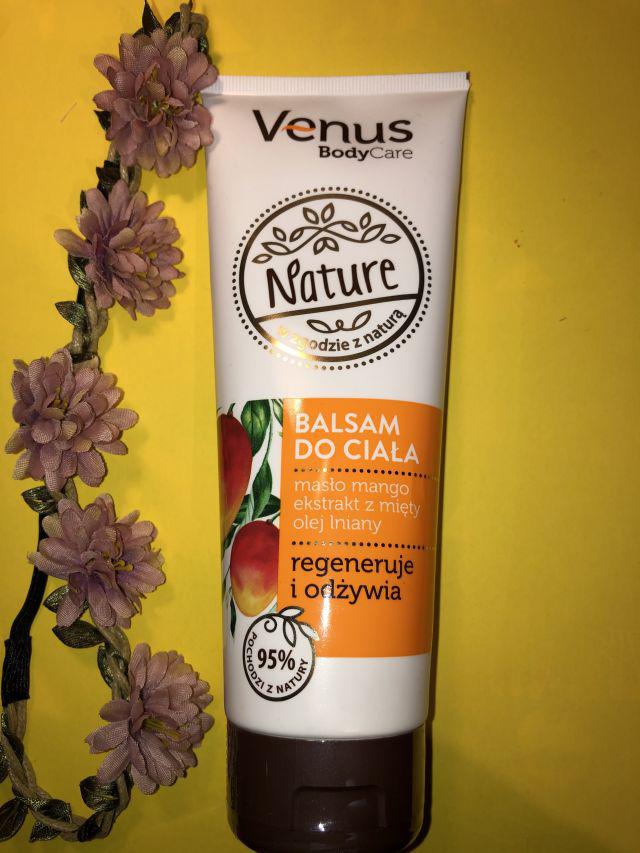 Venus
BodyCare
Nature
w zgodzie z naturą
BALSAM
DO CIAŁA
masło mango
ekstrakt z mięty
olej lniany
regeneruje
i odżywia
95%
POCHODZI Z NATURY